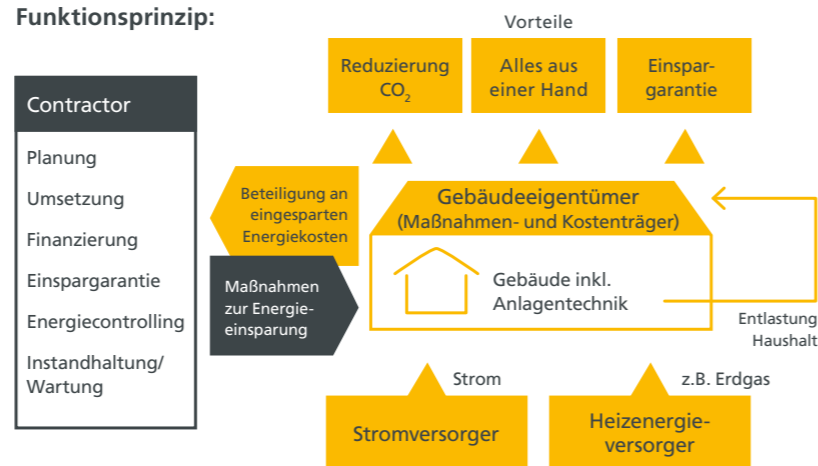 Funktionsprinzip:
Contractor
Planung
Umsetzung
Finanzierung
Einspargarantie
Energiecontrolling
Instandhaltung/
Wartung
Beteiligung an
eingesparten
Energiekosten
Maßnahmen
zur Energie-
einsparung
Vorteile
Reduzierung
CO₂
Alles aus
einer Hand
Einspar-
garantie
Gebäudeeigentümer
(Maßnahmen- und Kostenträger)
Gebäude inkl.
Anlagentechnik
Entlastung
Haushalt
Strom
Stromversorger
z.B. Erdgas
Heizenergie-
versorger